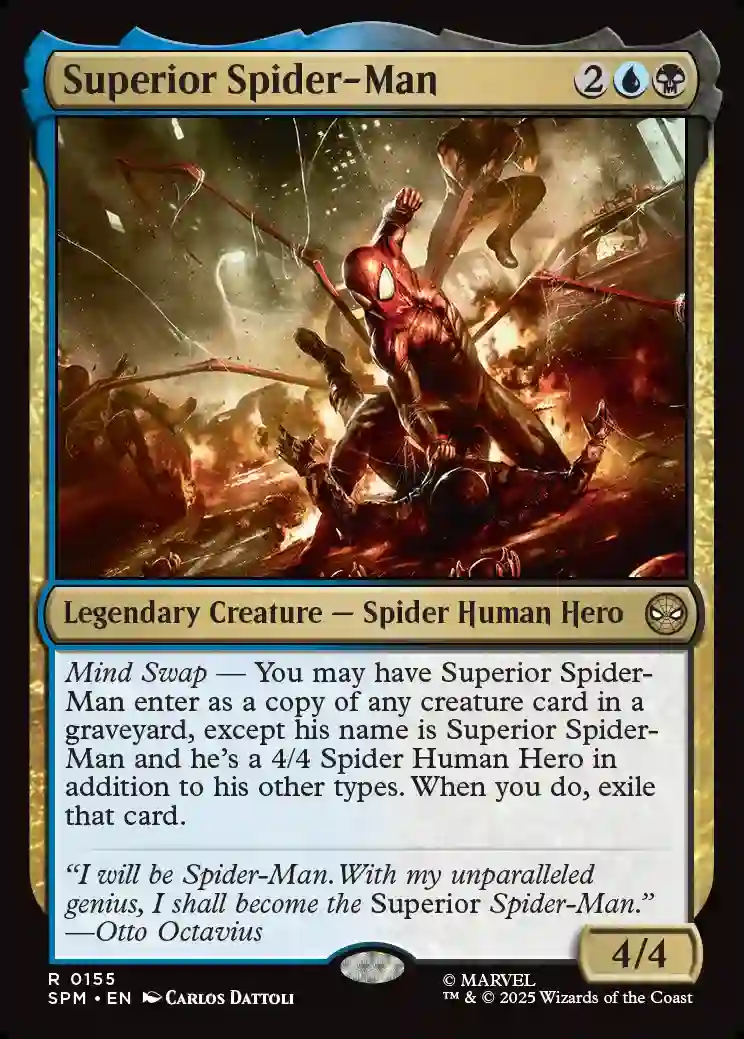 Superior Spider-Man 2
Legendary Creature — Spider Human Hero
Mind Swap — You may have Superior Spider-
Man enter as a copy of any creature card in a
graveyard, except his name is Superior Spider-
Man and he's a 4/4 Spider Human Hero in
addition to his other types. When you do, exile
that card.
“I will be Spider-Man. With my unparalleled
genius, I shall become the Superior Spider-Man.”
—Otto Octavius
4/4
R 0155
SPM • EN Carlos Dattoli
© MARVEL
™ & © 2025 Wizards of the Coast